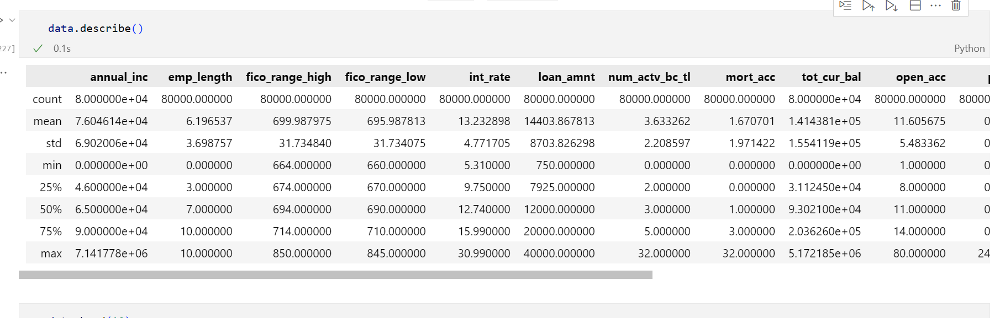 data.describe()
227]
0.1s
Python
annual_inc emp_length fico_range_high fico_range_low int_rate loan_amnt num_actv_bc_tl mort_acc tot_cur_bal open_acc
count 8.000000e+04 80000.000000 80000.000000 80000.000000 80000.000000 80000.000000 80000.000000 80000.000000 8.000000e+04 80000.000000 80000
mean 7.604614e+04 6.196537 699.987975 695.987813 13.232898 14403.867813 3.633262 1.670701 1.414381e+05 11.605675 0
std 6.902006e+04 3.698757 31.734840 31.734075 4.771705 8703.826298 2.208597 1.971422 1.554119e+05 5.483362 0
min 0.000000e+00 0.000000 664.000000 660.000000 5.310000 750.000000 0.000000 0.000000 0.000000e+00 1.000000 0
25% 4.600000e+04 3.000000 674.000000 670.000000 9.750000 7925.000000 2.000000 0.000000 3.112450e+04 8.000000 0
50% 6.500000e+04 7.000000 694.000000 690.000000 12.740000 12000.000000 3.000000 1.000000 9.302100e+04 11.000000 0
75% 9.000000e+04 10.000000 714.000000 710.000000 15.990000 20000.000000 5.000000 3.000000 2.036260e+05 14.000000 0
max 7.141778e+06 10.000000 850.000000 845.000000 30.990000 40000.000000 32.000000 32.000000 5.172185e+06 80.000000 24